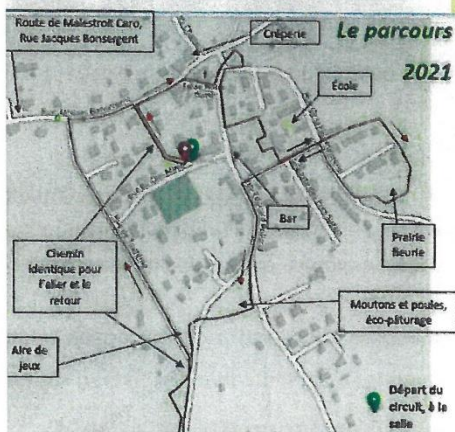 Route de Malestroit Caro,
Rue Jacques Bonsergent
Crêperie
Le parcours
2021
École
Bar
Prairie
fleurie
Chemin
identique pour
l'aller et le
retour
Moutons et poules,
éco-pâturage
Aire de
jeux
Départ du
circuit, à la
salle